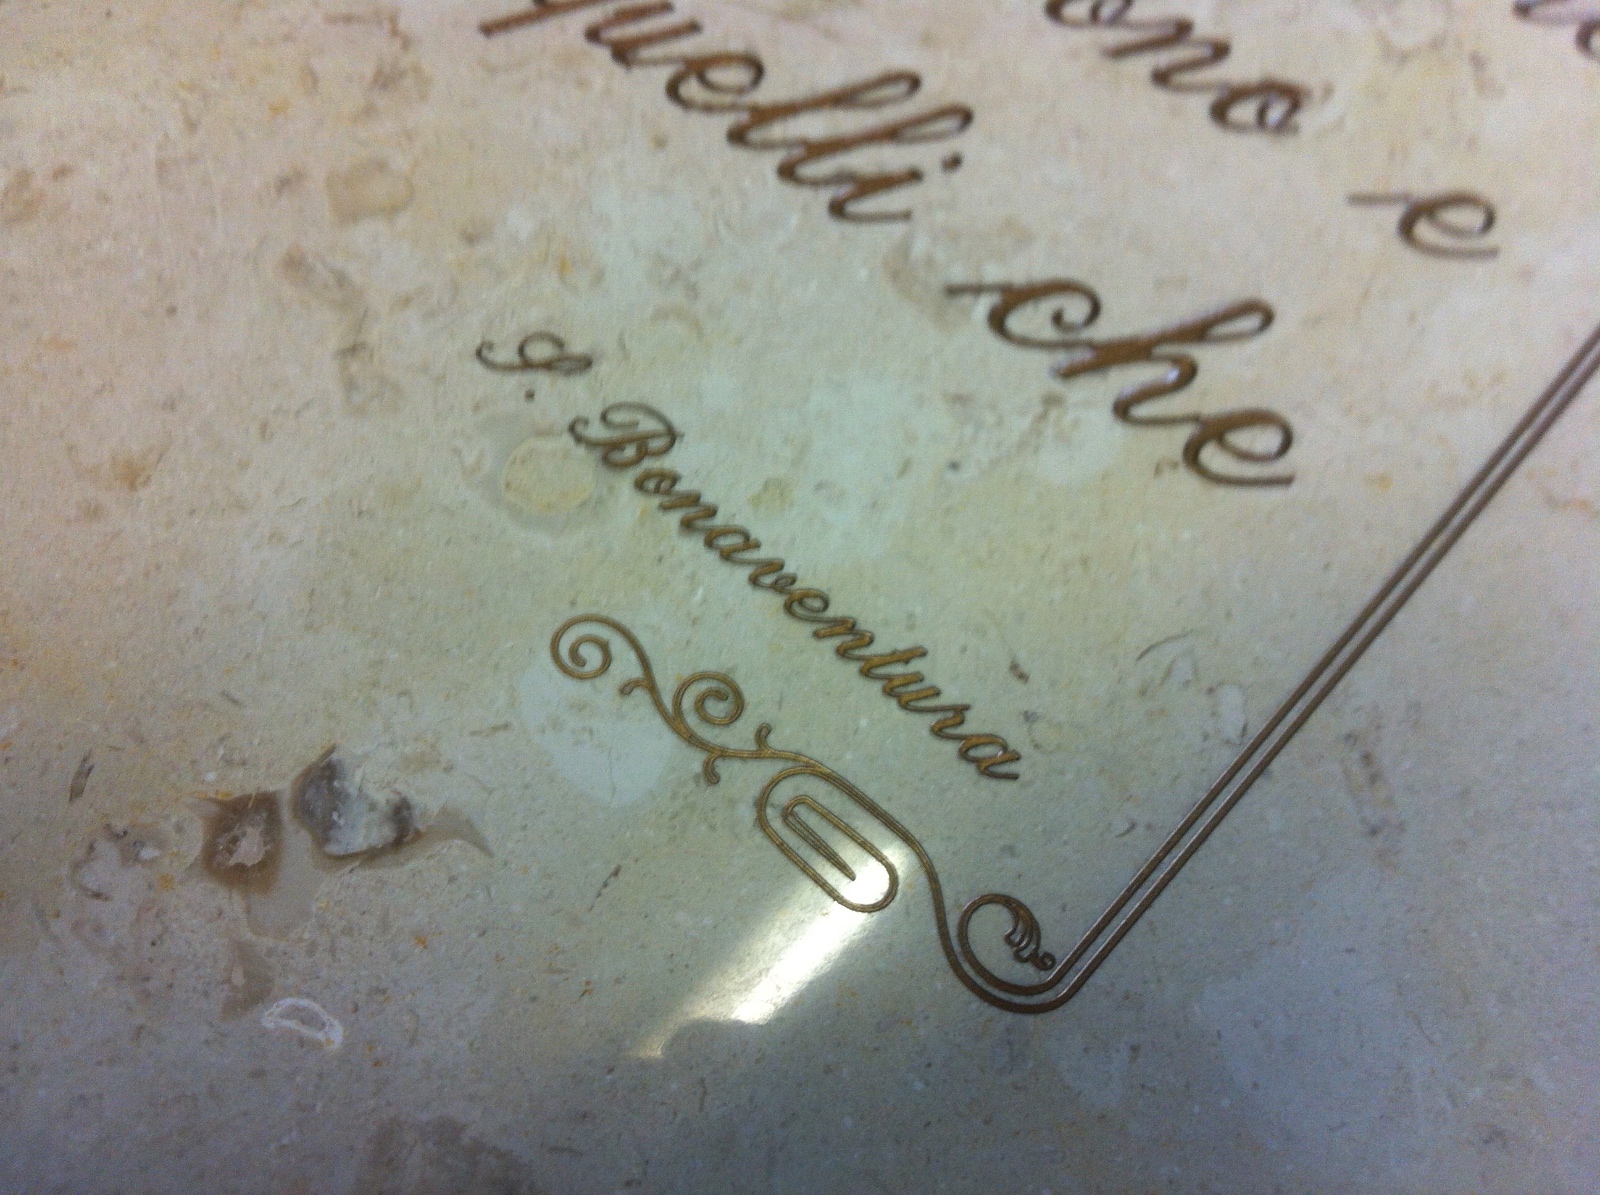 e
quelli che
S. Bonaventura